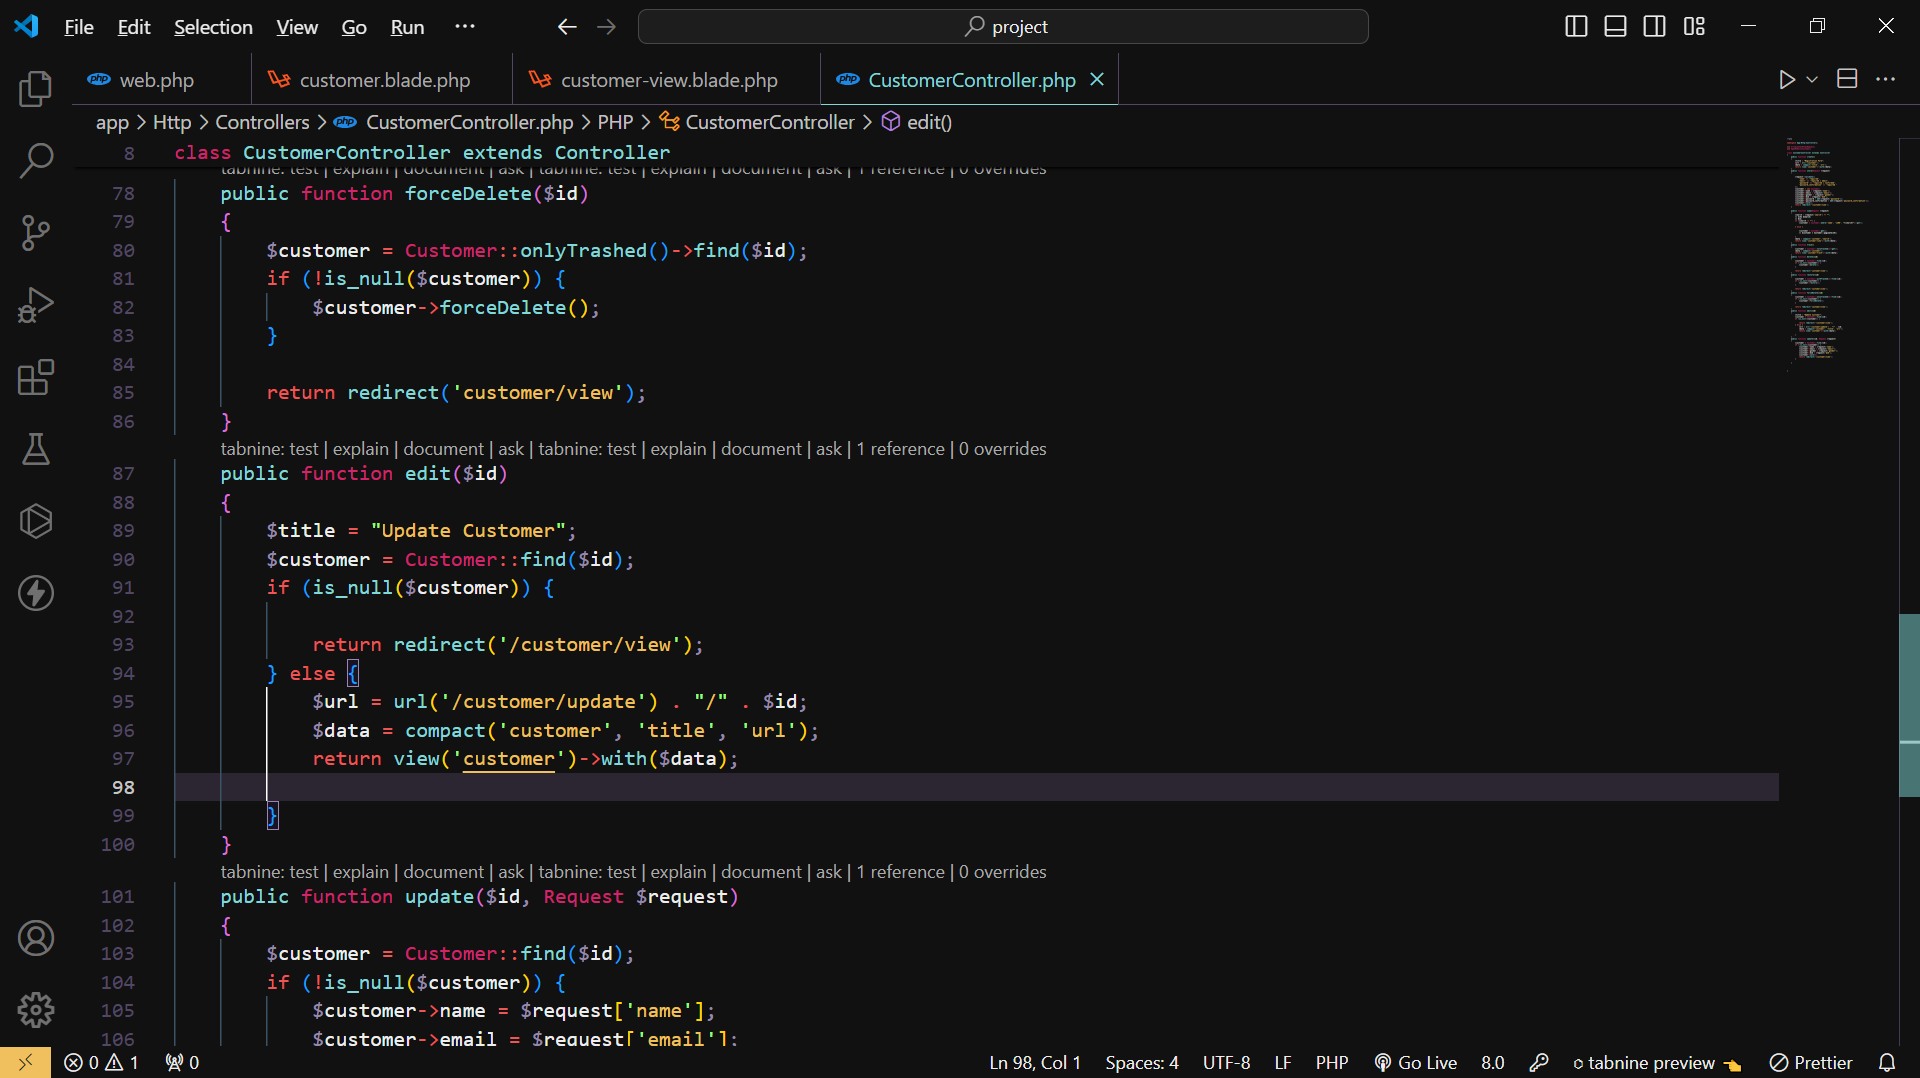 File Edit Selection View Go Run ··· project
web.php customer.blade.php customer-view.blade.php CustomerController.php
app > Http > Controllers > CustomerController.php > PHP > CustomerController > edit()
8 class CustomerController extends Controller
tabnine: test | explain | document | ask | tabnine: test | explain | document | ask | 1 reference | 0 overrides
78 public function forceDelete($id)
79 {
80 $customer = Customer::onlyTrashed()->find($id);
81 if (!is_null($customer)) {
82 $customer->forceDelete();
83 }
84
85 return redirect('customer/view');
86 }
tabnine: test | explain | document | ask | tabnine: test | explain | document | ask | 1 reference | 0 overrides
87 public function edit($id)
88 {
89 $title = "Update Customer";
90 $customer = Customer::find($id);
91 if (is_null($customer)) {
92
93 return redirect('/customer/view');
94 } else {
95 $url = url('/customer/update') . "/" . $id;
96 $data = compact('customer', 'title', 'url');
97 return view('customer')->with($data);
98
99 }
100 }
tabnine: test | explain | document | ask | tabnine: test | explain | document | ask | 1 reference | 0 overrides
101 public function update($id, Request $request)
102 {
103 $customer = Customer::find($id);
104 if (!is_null($customer)) {
105 $customer->name = $request['name'];
106 $customer->email = $request['email'];
0 1 0 Ln 98, Col 1 Spaces: 4 UTF-8 LF PHP Go Live 8.0 tabnine preview Prettier